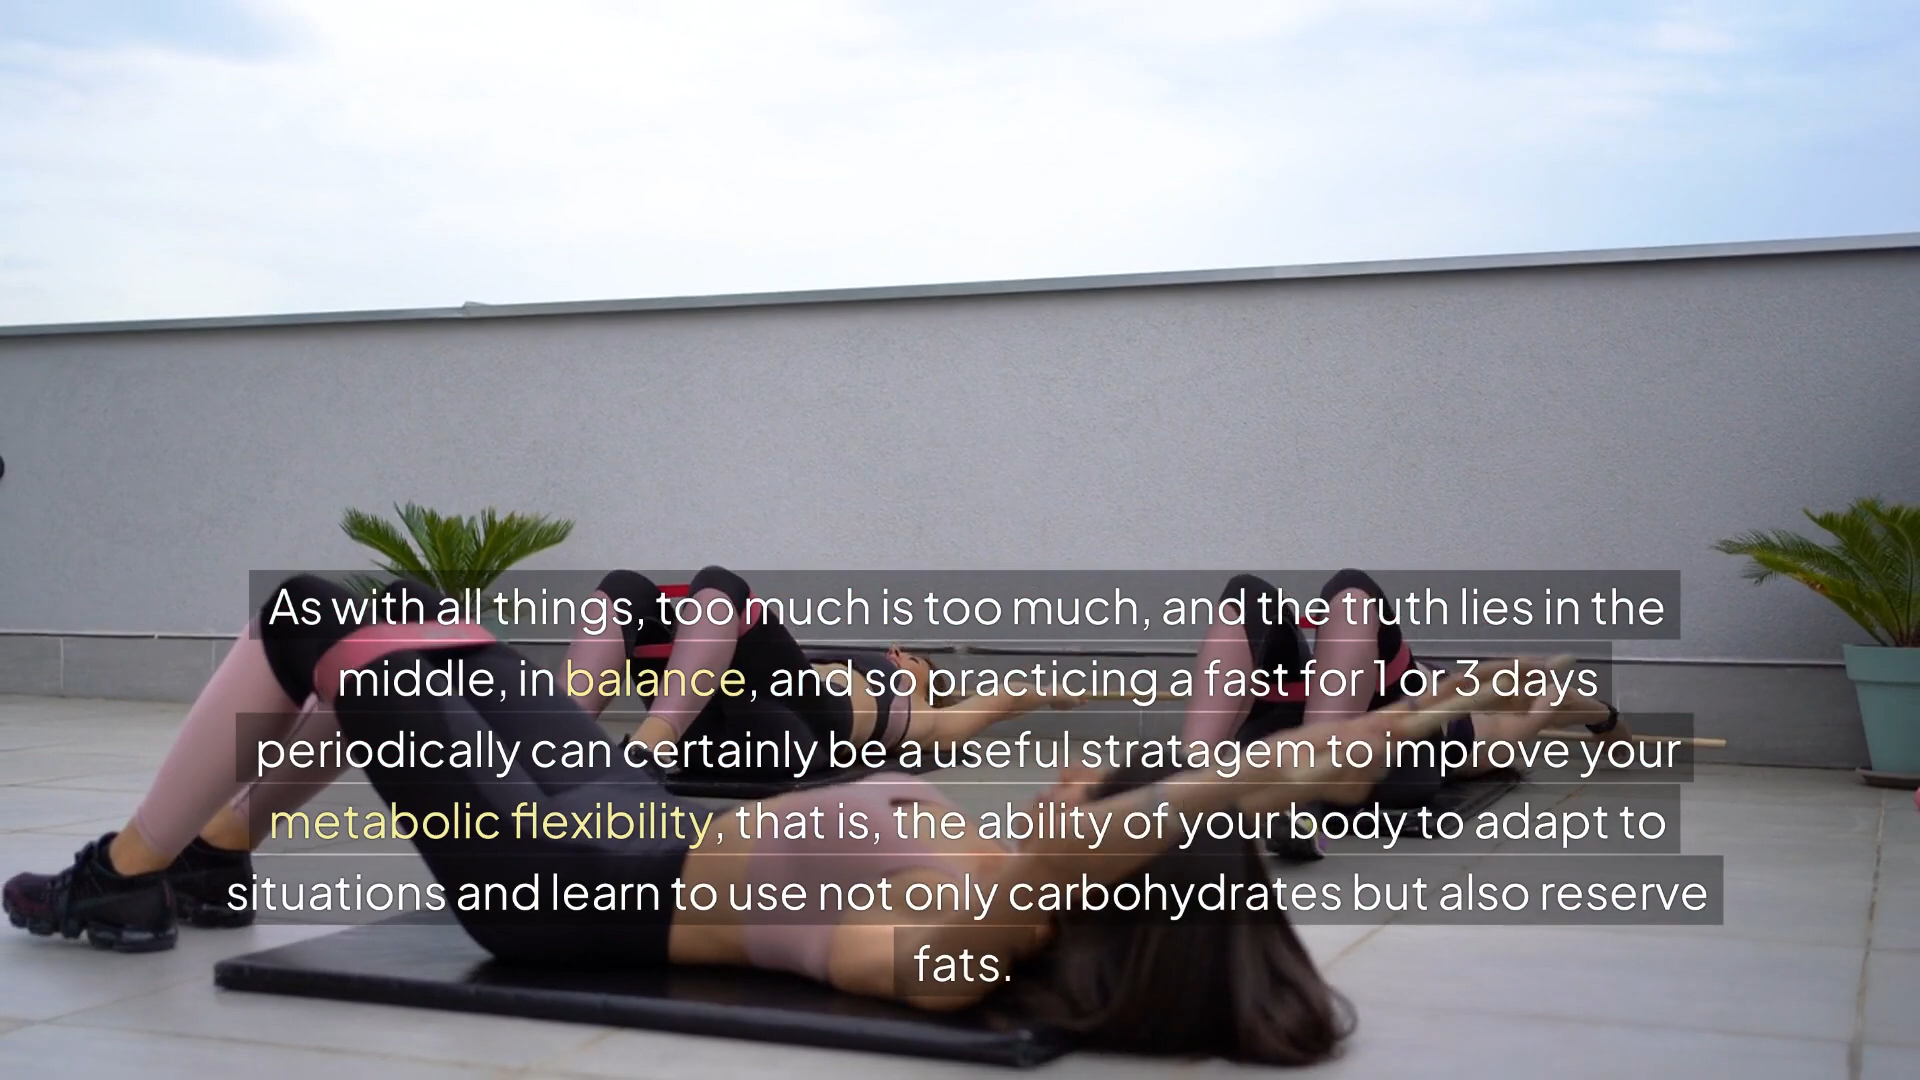 As with all things, too much is too much, and the truth lies in the
middle, in balance, and so practicing a fast for 1 or 3 days
periodically can certainly be a useful stratagem to improve your
metabolic flexibility, that is, the ability of your body to adapt to
situations and learn to use not only carbohydrates but also reserve
fats.